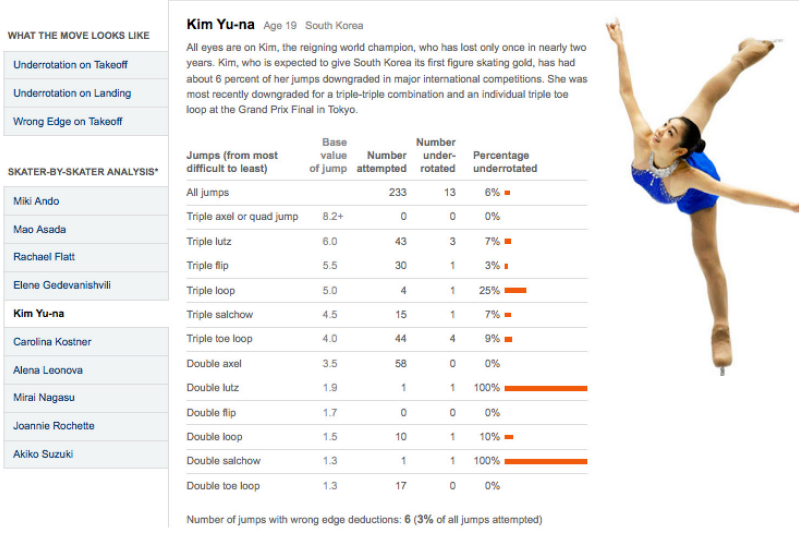 WHAT THE MOVE LOOKS LIKE
Underrotation on Takeoff
Underrotation on Landing
Wrong Edge on Takeoff
SKATER-BY-SKATER ANALYSIS*
Miki Ando
Mao Asada
Rachael Flatt
Elene Gedevanishvili
Kim Yu-na
Carolina Kostner
Alena Leonova
Mirai Nagasu
Joannie Rochette
Akiko Suzuki
Kim Yu-na Age 19 South Korea
All eyes are on Kim, the reigning world champion, who has lost only once in nearly two
years. Kim, who is expected to give South Korea its first figure skating gold, has had
about 6 percent of her jumps downgraded in major international competitions. She was
most recently downgraded for a triple-triple combination and an individual triple toe
loop at the Grand Prix Final in Tokyo.
Jumps (from most difficult to least) Base value of jump Number attempted Number under-rotated Percentage underrotated
All jumps 233 13 6%
Triple axel or quad jump 8.2+ 0 0 0%
Triple lutz 6.0 43 3 7%
Triple flip 5.5 30 1 3%
Triple loop 5.0 4 1 25%
Triple salchow 4.5 15 1 7%
Triple toe loop 4.0 44 4 9%
Double axel 3.5 58 0 0%
Double lutz 1.9 1 1 100%
Double flip 1.7 0 0 0%
Double loop 1.5 10 1 10%
Double salchow 1.3 1 1 100%
Double toe loop 1.3 17 0 0%
Number of jumps with wrong edge deductions: 6 (3% of all jumps attempted)